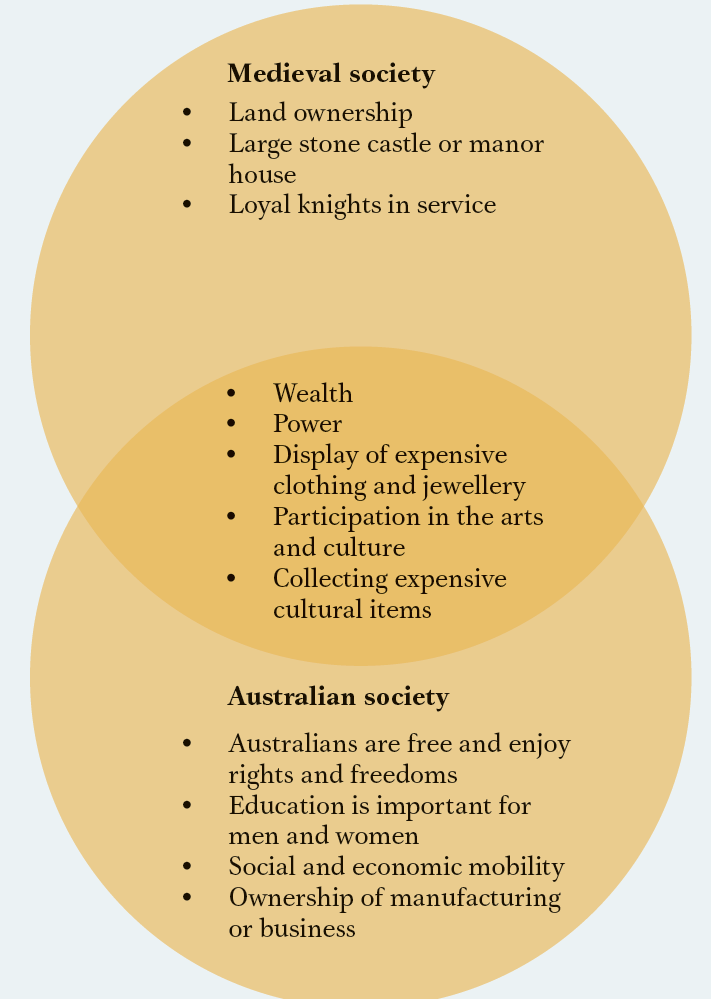 Medieval society
• Land ownership
• Large stone castle or manor
house
• Loyal knights in service
• Wealth
• Power
• Display of expensive
clothing and jewellery
• Participation in the arts
and culture
• Collecting expensive
cultural items
Australian society
• Australians are free and enjoy
rights and freedoms
• Education is important for
men and women
• Social and economic mobility
• Ownership of manufacturing
or business